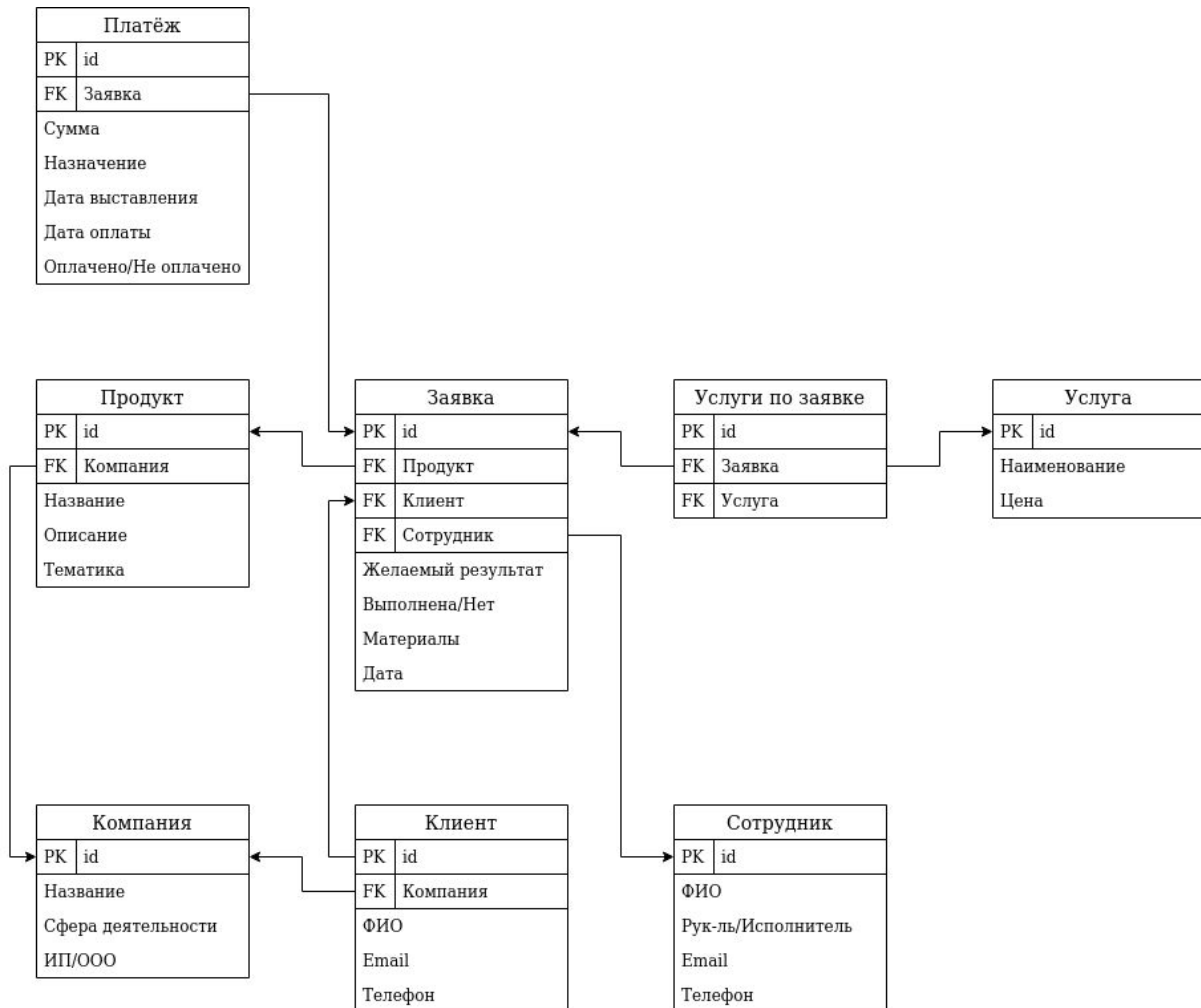 Платёж
PK id
FK Заявка
Сумма
Назначение
Дата выставления
Дата оплаты
Оплачено/Не оплачено
Продукт
PK id
FK Компания
Название
Описание
Тематика
Заявка
PK id
FK Продукт
FK Клиент
FK Сотрудник
Желаемый результат
Выполнена/Нет
Материалы
Дата
Услуги по заявке
PK id
FK Заявка
FK Услуга
Услуга
PK id
Наименование
Цена
Компания
PK id
Название
Сфера деятельности
ИП/ООО
Клиент
PK id
FK Компания
ФИО
Email
Телефон
Сотрудник
PK id
ФИО
Рук-ль/Исполнитель
Email
Телефон